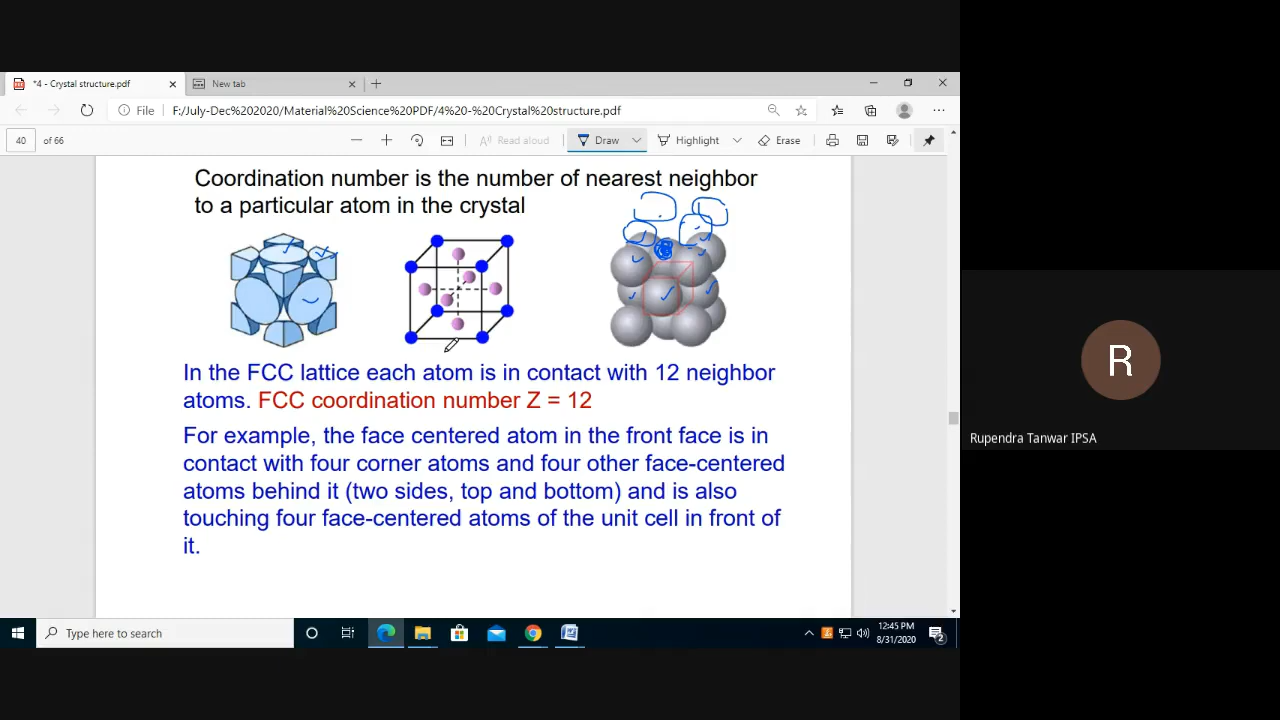 *4 - Crystal structure.pdf
New tab
File F:/July-Dec%202020/Material%20Science%20PDF/4%20-%20Crystal%20structure.pdf
40 of 66
Read aloud
Draw
Highlight
Erase
Coordination number is the number of nearest neighbor
to a particular atom in the crystal
In the FCC lattice each atom is in contact with 12 neighbor
atoms. FCC coordination number Z = 12
For example, the face centered atom in the front face is in
contact with four corner atoms and four other face-centered
atoms behind it (two sides, top and bottom) and is also
touching four face-centered atoms of the unit cell in front of
it.
R
Rupendra Tanwar IPSA
Type here to search
12:45 PM
8/31/2020
2